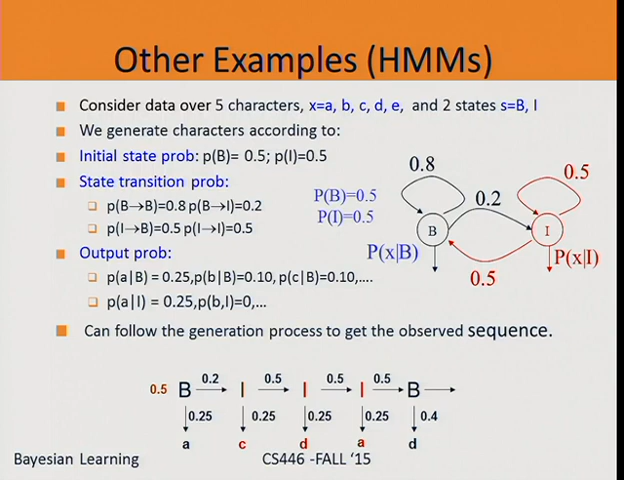 Other Examples (HMMs)
Consider data over 5 characters, x=a, b, c, d, e, and 2 states s=B, I
We generate characters according to:
Initial state prob: p(B)= 0.5; p(I)=0.5
State transition prob:
p(B→B)=0.8 p(B→I)=0.2
p(I→B)=0.5 p(I→I)=0.5
Output prob:
p(a|B) = 0.25,p(b|B)=0.10, p(c|B)=0.10,....
p(a|I) = 0.25,p(b,I)=0,...
Can follow the generation process to get the observed sequence.
P(B)=0.5
P(I)=0.5
0.8
0.5
0.2
B
I
P(x|B)
0.5
P(x|I)
0.2 0.5 0.5 0.5
0.5 B I I I B
0.25 0.25 0.25 0.25 0.4
a c d a d
Bayesian Learning
CS446 -FALL '15